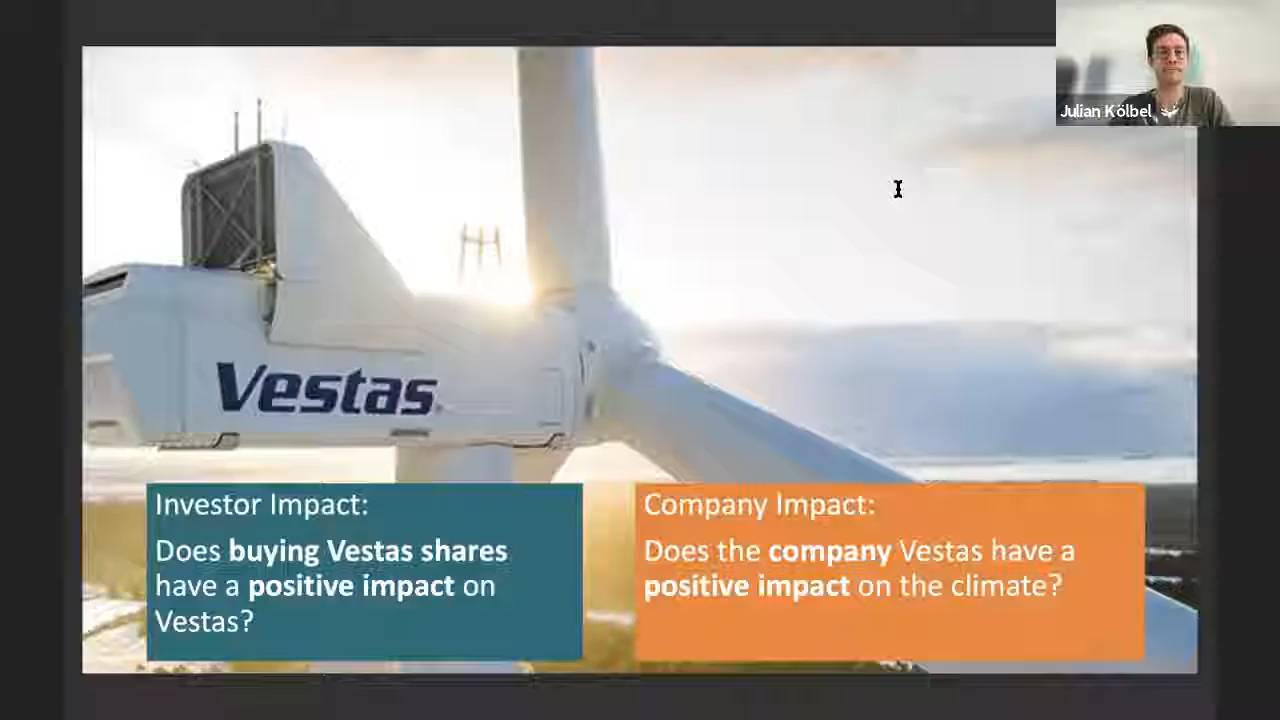 Julian Kölbel
Vestas
Investor Impact:
Does buying Vestas shares
have a positive impact on
Vestas?
Company Impact:
Does the company Vestas have a
positive impact on the climate?